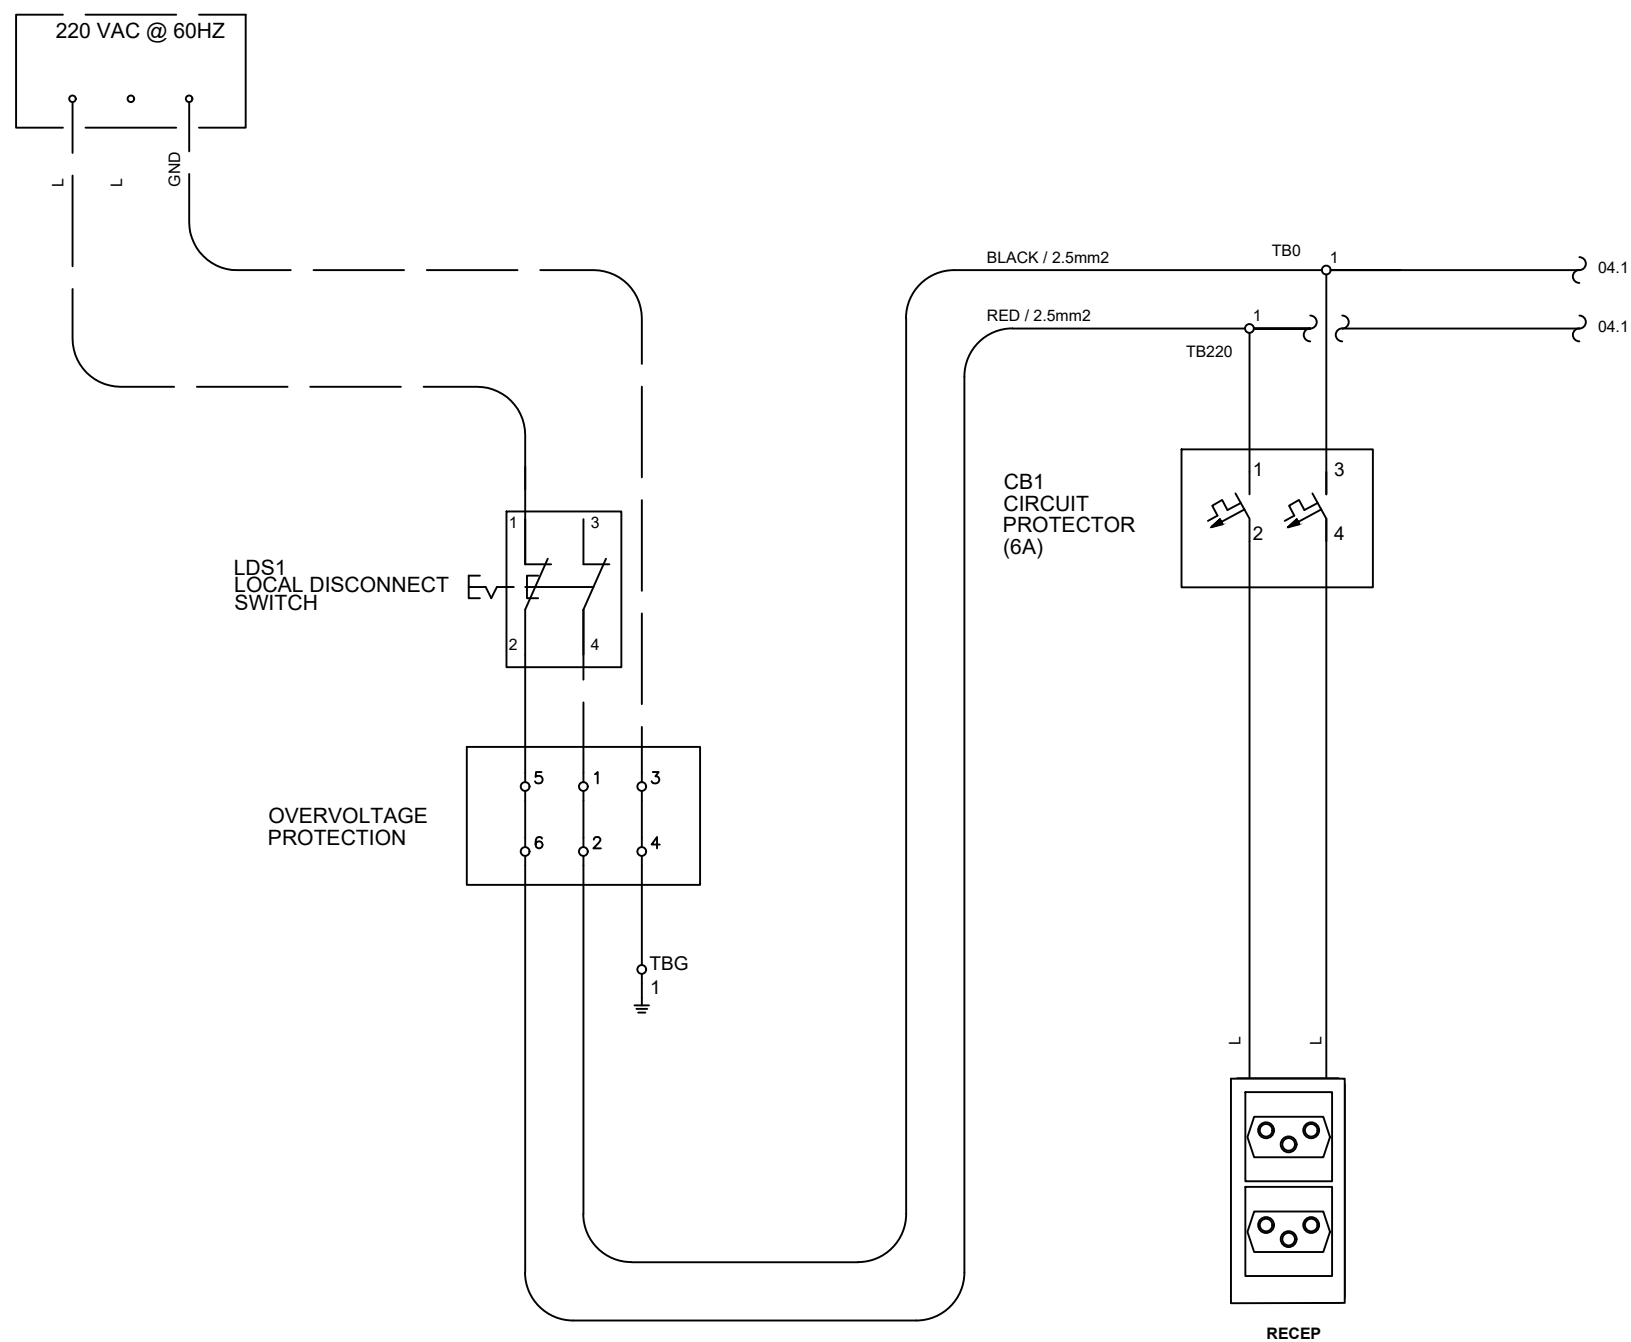 220 VAC @ 60HZ
L
L
GND
BLACK / 2.5mm2
TB0
1
04.1
RED / 2.5mm2
1
04.1
TB220
CB1
CIRCUIT
PROTECTOR
(6A)
1
3
2
4
LDS1
LOCAL DISCONNECT
SWITCH
1
3
2
4
OVERVOLTAGE
PROTECTION
5
1
3
6
2
4
TBG
1
L
L
RECEP